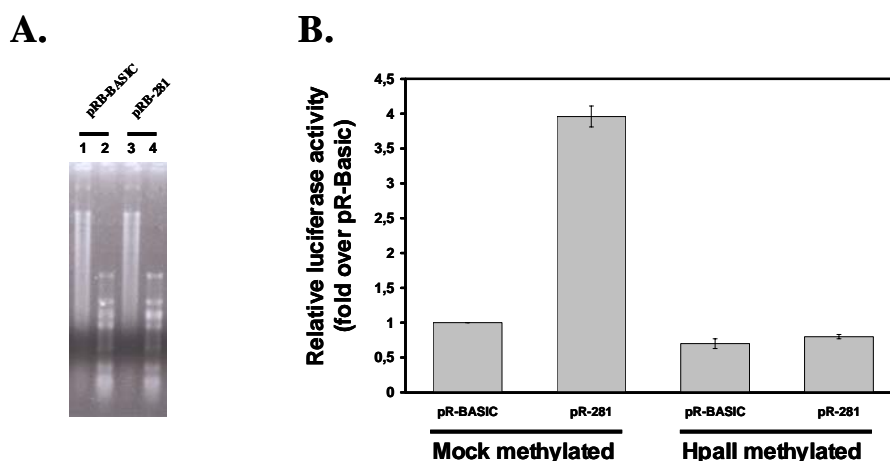 A.
B.
pRB-BASIC
pRB-281
1 2 3 4
Relative luciferase activity
(fold over pR-Basic)
4,5
4
3,5
3
2,5
2
1,5
1
0,5
0
pR-BASIC
pR-281
pR-BASIC
pR-281
Mock methylated
HpaII methylated